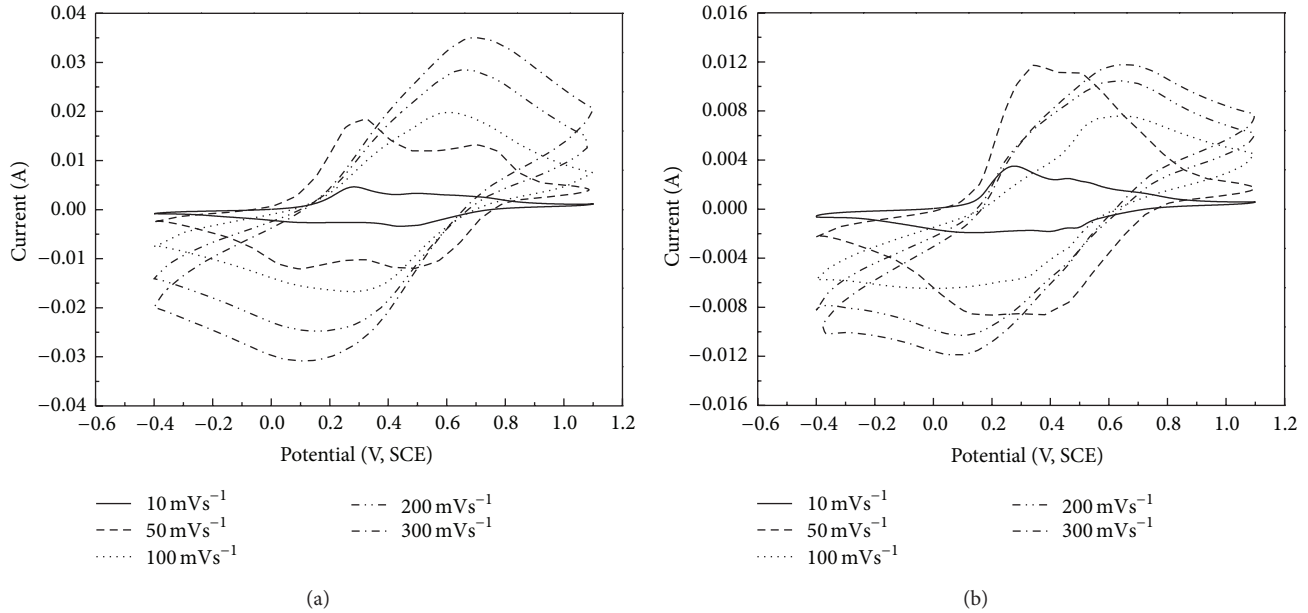 0.04
0.03
0.02
0.01
0.00
−0.01
−0.02
−0.03
−0.04
Current (A)
−0.6 −0.4 −0.2 0.0 0.2 0.4 0.6 0.8 1.0 1.2
Potential (V, SCE)
10 mVs⁻¹
50 mVs⁻¹
100 mVs⁻¹
200 mVs⁻¹
300 mVs⁻¹
(a)
0.016
0.012
0.008
0.004
0.000
−0.004
−0.008
−0.012
−0.016
Current (A)
−0.6 −0.4 −0.2 0.0 0.2 0.4 0.6 0.8 1.0 1.2
Potential (V, SCE)
10 mVs⁻¹
50 mVs⁻¹
100 mVs⁻¹
200 mVs⁻¹
300 mVs⁻¹
(b)